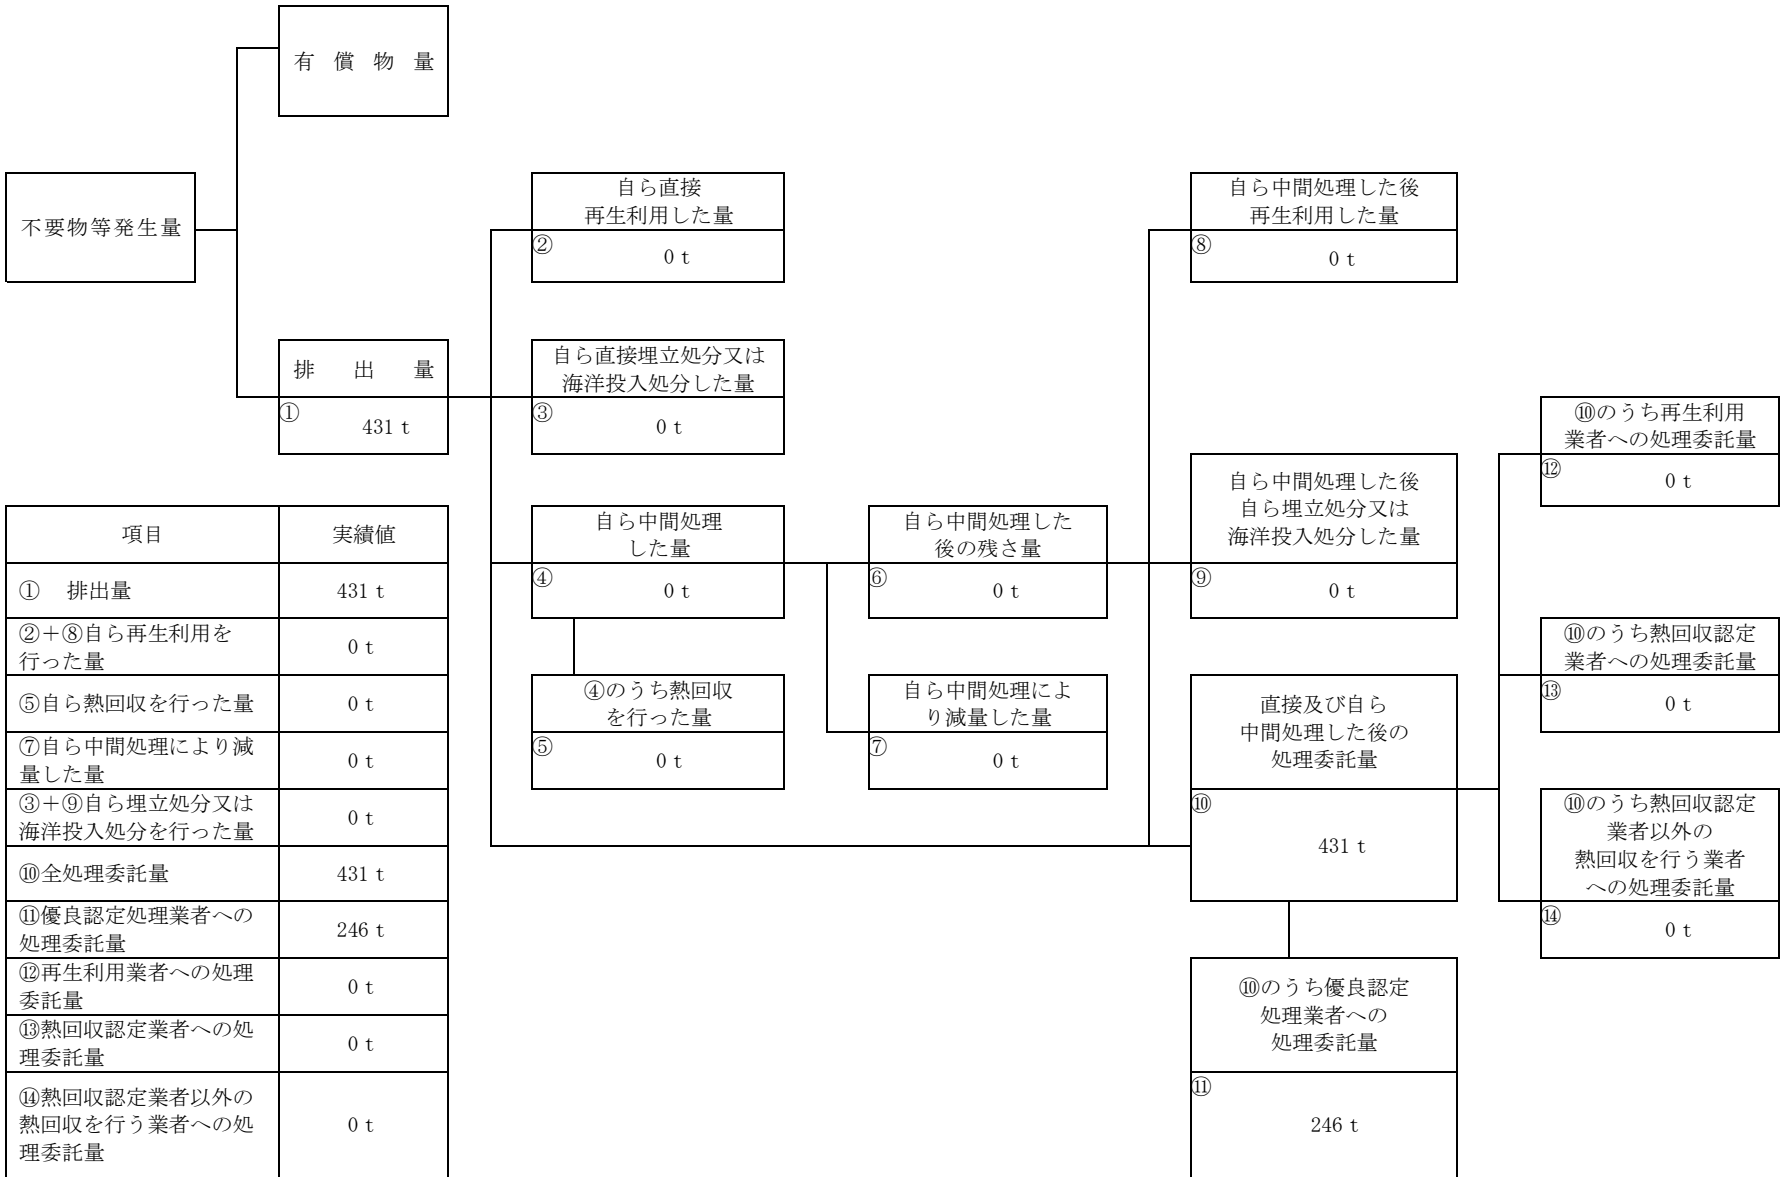 有償物量
不要物等発生量
排出量
①
431 t
自ら直接
再生利用した量
②
0 t
自ら直接埋立処分又は
海洋投入処分した量
③
0 t
自ら中間処理
した量
④
0 t
④のうち熱回収
を行った量
⑤
0 t
自ら中間処理した
後の残さ量
⑥
0 t
自ら中間処理によ
り減量した量
⑦
0 t
自ら中間処理した後
再生利用した量
⑧
0 t
自ら中間処理した後
自ら埋立処分又は
海洋投入処分した量
⑨
0 t
直接及び自ら
中間処理した後の
処理委託量
⑩
431 t
⑩のうち優良認定
処理業者への
処理委託量
⑪
246 t
⑩のうち再生利用
業者への処理委託量
⑫
0 t
⑩のうち熱回収認定
業者への処理委託量
⑬
0 t
⑩のうち熱回収認定
業者以外の
熱回収を行う業者
への処理委託量
⑭
0 t
項目 実績値
① 排出量 431 t
②＋⑧自ら再生利用を
行った量 0 t
⑤自ら熱回収を行った量 0 t
⑦自ら中間処理により減
量した量 0 t
③＋⑨自ら埋立処分又は
海洋投入処分を行った量 0 t
⑩全処理委託量 431 t
⑪優良認定処理業者への
処理委託量 246 t
⑫再生利用業者への処理
委託量 0 t
⑬熱回収認定業者への処
理委託量 0 t
⑭熱回収認定業者以外の
熱回収を行う業者への処
理委託量 0 t